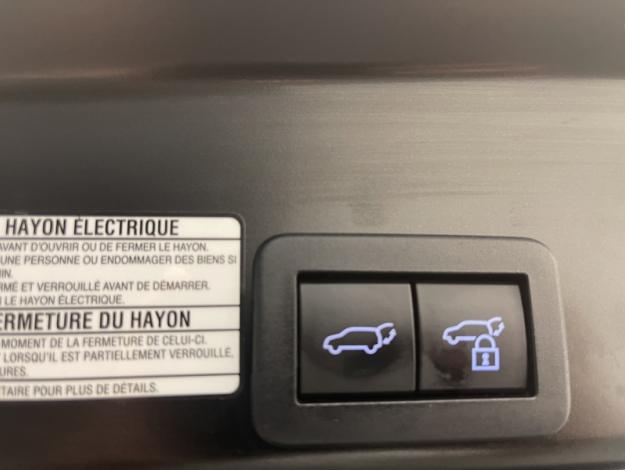 HAYON ÉLECTRIQUE
AVANT D'OUVRIR OU DE FERMER LE HAYON.
UNE PERSONNE OU ENDOMMAGER DES BIENS SI
IN.
RMÉ ET VERROUILLÉ AVANT DE DÉMARRER.
LE HAYON ÉLECTRIQUE.
ERMETURE DU HAYON
MOMENT DE LA FERMETURE DE CELUI-CI.
LORSQU'IL EST PARTIELLEMENT VERROUILLÉ,
URES.
TAIRE POUR PLUS DE DÉTAILS.